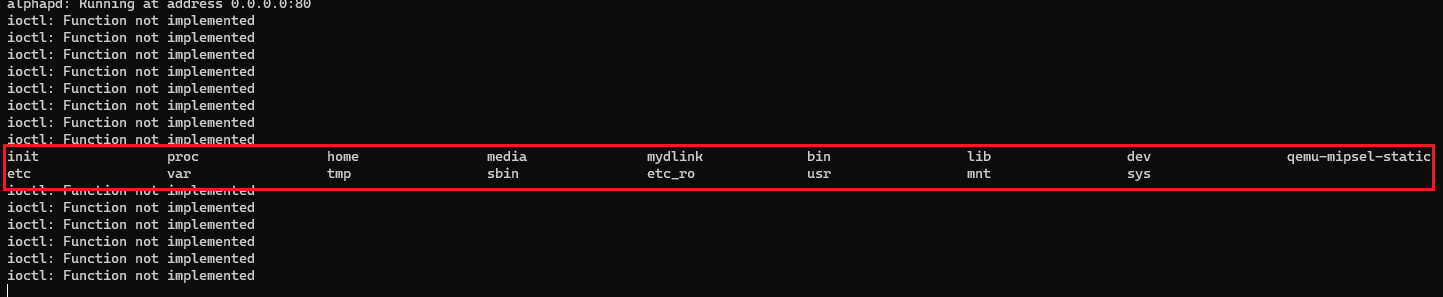 alphapd: Running at address 0.0.0.0:80
ioctl: Function not implemented
ioctl: Function not implemented
ioctl: Function not implemented
ioctl: Function not implemented
ioctl: Function not implemented
ioctl: Function not implemented
ioctl: Function not implemented
ioctl: Function not implemented
init proc home media mydlink bin lib dev qemu-mipsel-static
etc var tmp sbin etc_ro usr mnt sys
ioctl: Function not implemented
ioctl: Function not implemented
ioctl: Function not implemented
ioctl: Function not implemented
ioctl: Function not implemented
ioctl: Function not implemented